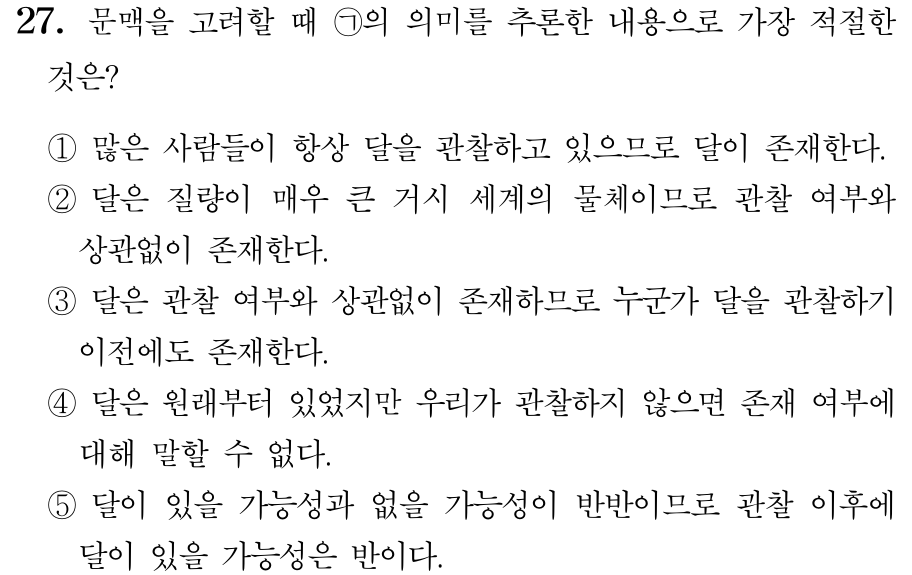 27. 문맥을 고려할 때 ㉠의 의미를 추론한 내용으로 가장 적절한
것은?
① 많은 사람들이 항상 달을 관찰하고 있으므로 달이 존재한다.
② 달은 질량이 매우 큰 거시 세계의 물체이므로 관찰 여부와
상관없이 존재한다.
③ 달은 관찰 여부와 상관없이 존재하므로 누군가 달을 관찰하기
이전에도 존재한다.
④ 달은 원래부터 있었지만 우리가 관찰하지 않으면 존재 여부에
대해 말할 수 없다.
⑤ 달이 있을 가능성과 없을 가능성이 반반이므로 관찰 이후에
달이 있을 가능성은 반이다.